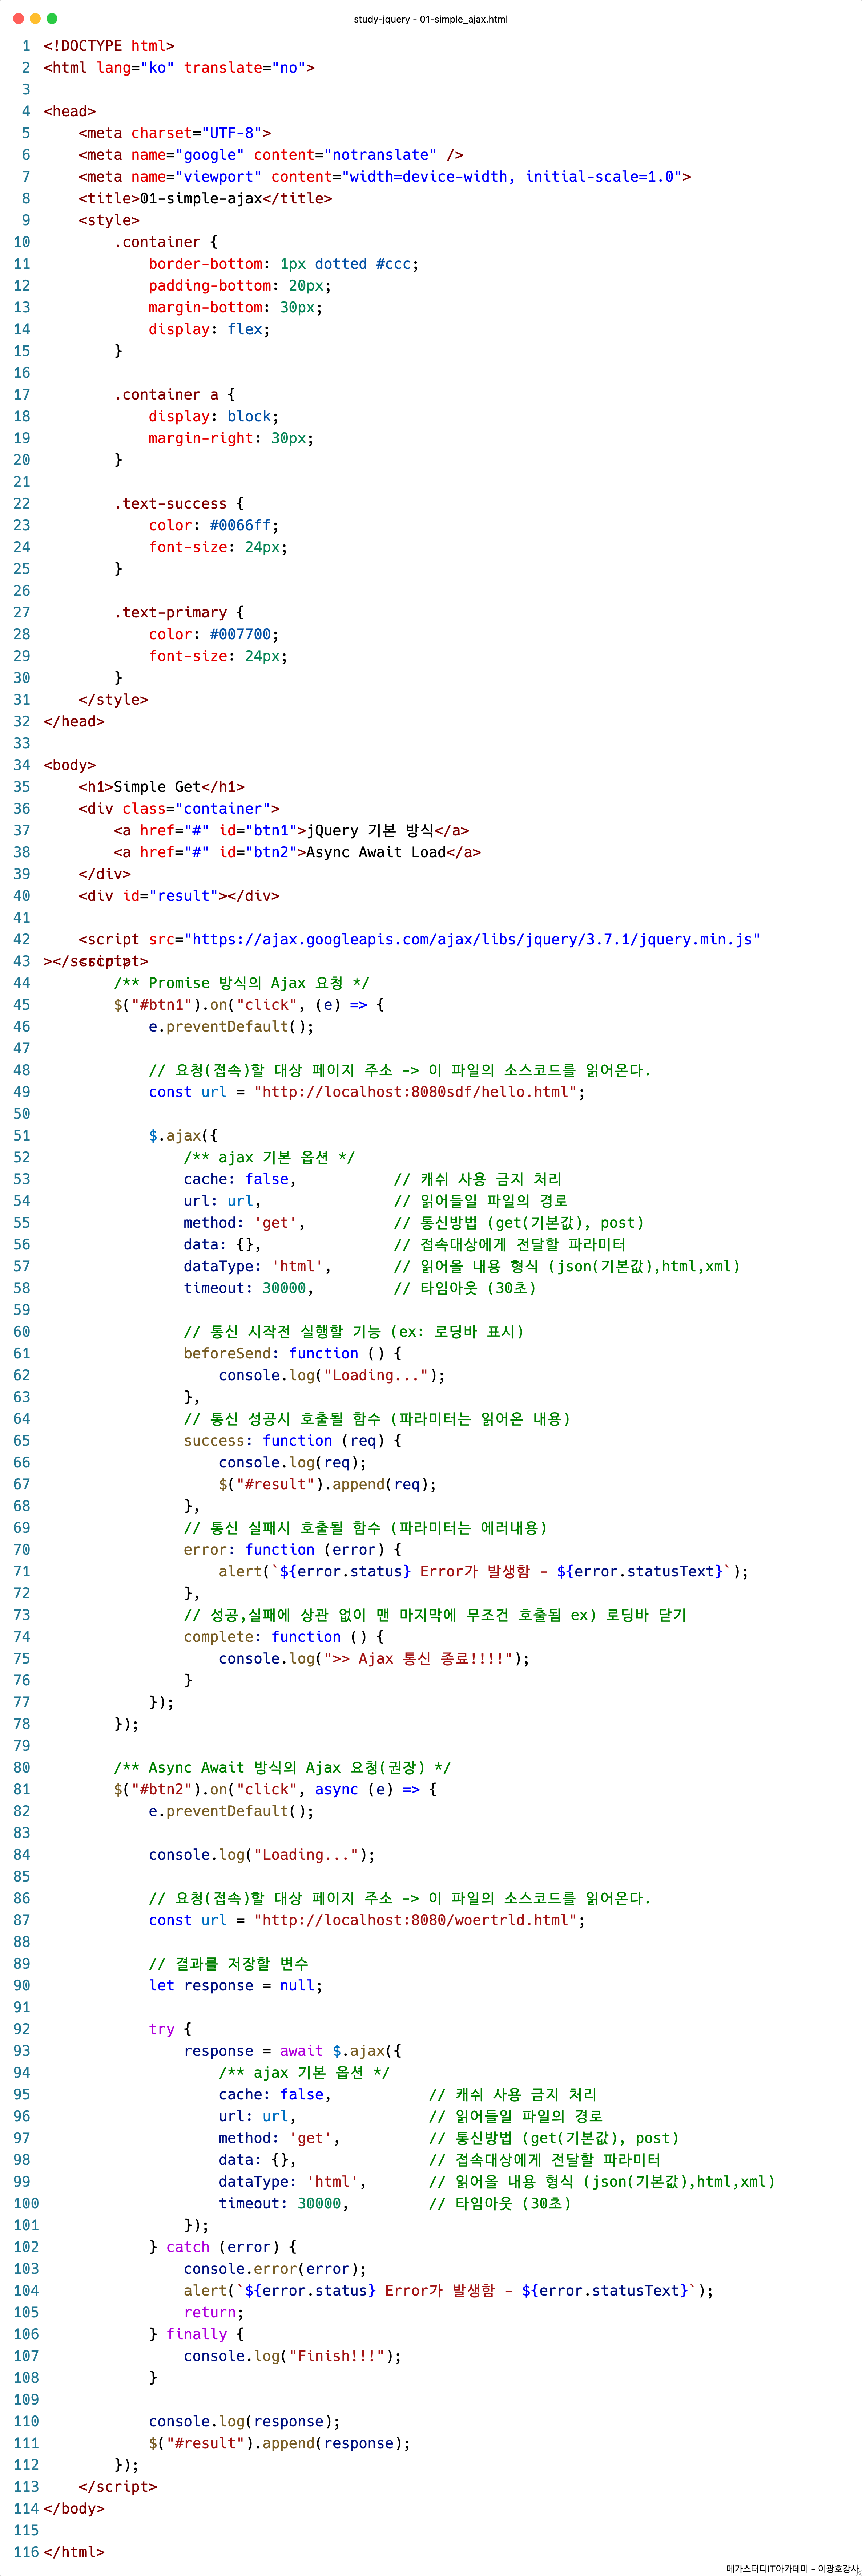 study-jquery - 01-simple_ajax.html
1 <!DOCTYPE html>
2 <html lang="ko" translate="no">
3
4 <head>
5     <meta charset="UTF-8">
6     <meta name="google" content="notranslate" />
7     <meta name="viewport" content="width=device-width, initial-scale=1.0">
8     <title>01-simple-ajax</title>
9     <style>
10         .container {
11             border-bottom: 1px dotted #ccc;
12             padding-bottom: 20px;
13             margin-bottom: 30px;
14             display: flex;
15         }
16
17         .container a {
18             display: block;
19             margin-right: 30px;
20         }
21
22         .text-success {
23             color: #0066ff;
24             font-size: 24px;
25         }
26
27         .text-primary {
28             color: #007700;
29             font-size: 24px;
30         }
31     </style>
32 </head>
33
34 <body>
35     <h1>Simple Get</h1>
36     <div class="container">
37         <a href="#" id="btn1">jQuery 기본 방식</a>
38         <a href="#" id="btn2">Async Await Load</a>
39     </div>
40     <div id="result"></div>
41
42     <script src="https://ajax.googleapis.com/ajax/libs/jquery/3.7.1/jquery.min.js"
></script>
43     <script>
44         /** Promise 방식의 Ajax 요청 */
45         $("#btn1").on("click", (e) => {
46             e.preventDefault();
47
48             // 요청(접속)할 대상 페이지 주소 -> 이 파일의 소스코드를 읽어온다.
49             const url = "http://localhost:8080sdf/hello.html";
50
51             $.ajax({
52                 /** ajax 기본 옵션 */
53                 cache: false,           // 캐쉬 사용 금지 처리
54                 url: url,               // 읽어들일 파일의 경로
55                 method: 'get',          // 통신방법 (get(기본값), post)
56                 data: {},               // 접속대상에게 전달할 파라미터
57                 dataType: 'html',       // 읽어올 내용 형식 (json(기본값),html,xml)
58                 timeout: 30000,         // 타임아웃 (30초)
59
60                 // 통신 시작전 실행할 기능 (ex: 로딩바 표시)
61                 beforeSend: function () {
62                     console.log("Loading...");
63                 },
64                 // 통신 성공시 호출될 함수 (파라미터는 읽어온 내용)
65                 success: function (req) {
66                     console.log(req);
67                     $("#result").append(req);
68                 },
69                 // 통신 실패시 호출될 함수 (파라미터는 에러내용)
70                 error: function (error) {
71                     alert(`${error.status} Error가 발생함 - ${error.statusText}`);
72                 },
73                 // 성공,실패에 상관 없이 맨 마지막에 무조건 호출됨 ex) 로딩바 닫기
74                 complete: function () {
75                     console.log(">> Ajax 통신 종료!!!!");
76                 }
77             });
78         });
79
80         /** Async Await 방식의 Ajax 요청(권장) */
81         $("#btn2").on("click", async (e) => {
82             e.preventDefault();
83
84             console.log("Loading...");
85
86             // 요청(접속)할 대상 페이지 주소 -> 이 파일의 소스코드를 읽어온다.
87             const url = "http://localhost:8080/woertrld.html";
88
89             // 결과를 저장할 변수
90             let response = null;
91
92             try {
93                 response = await $.ajax({
94                     /** ajax 기본 옵션 */
95                     cache: false,           // 캐쉬 사용 금지 처리
96                     url: url,               // 읽어들일 파일의 경로
97                     method: 'get',          // 통신방법 (get(기본값), post)
98                     data: {},               // 접속대상에게 전달할 파라미터
99                     dataType: 'html',       // 읽어올 내용 형식 (json(기본값),html,xml)
100                     timeout: 30000,         // 타임아웃 (30초)
101                 });
102             } catch (error) {
103                 console.error(error);
104                 alert(`${error.status} Error가 발생함 - ${error.statusText}`);
105                 return;
106             } finally {
107                 console.log("Finish!!!");
108             }
109
110             console.log(response);
111             $("#result").append(response);
112         });
113     </script>
114 </body>
115
116 </html>
메가스터디IT아카데미 - 이광호강사